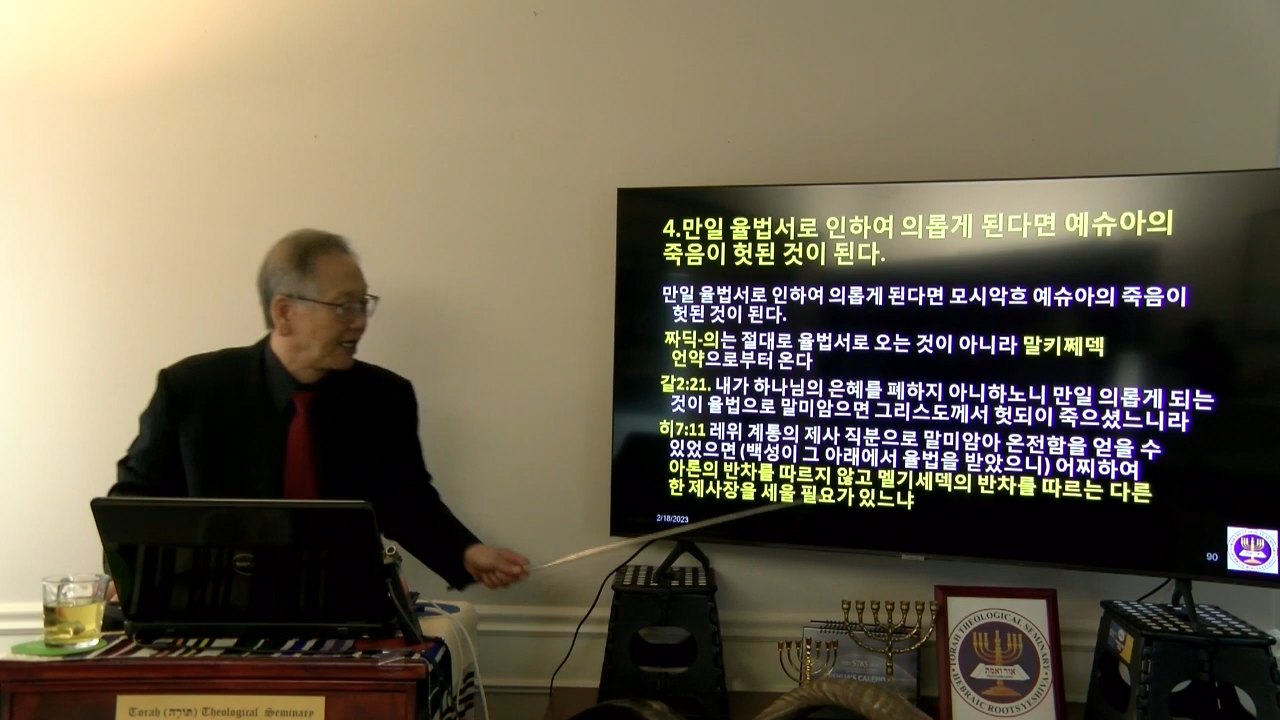 4.만일 율법서로 인하여 의롭게 된다면 예슈아의
죽음이 헛된 것이 된다.
만일 율법서로 인하여 의롭게 된다면 모시악흐 예슈아의 죽음이
헛된 것이 된다.
짜딕-의는 절대로 율법서로 오는 것이 아니라 말키쩨덱
언약으로부터 온다
갈2:21. 내가 하나님의 은혜를 폐하지 아니하노니 만일 의롭게 되는
것이 율법으로 말미암으면 그리스도께서 헛되이 죽으셨느니라
히7:11 레위 계통의 제사 직분으로 말미암아 온전함을 얻을 수
있었으면 (백성이 그 아래에서 율법을 받았으니) 어찌하여
아론의 반차를 따르지 않고 멜기세덱의 반차를 따르는 다른
한 제사장을 세울 필요가 있느냐
2/18/2023
90
DELL
TORAH THEOLOGICAL SEMINARY
אור ואמת
HEBRAIC ROOTS YESHIVA
Torah (תורה) Theological Seminary